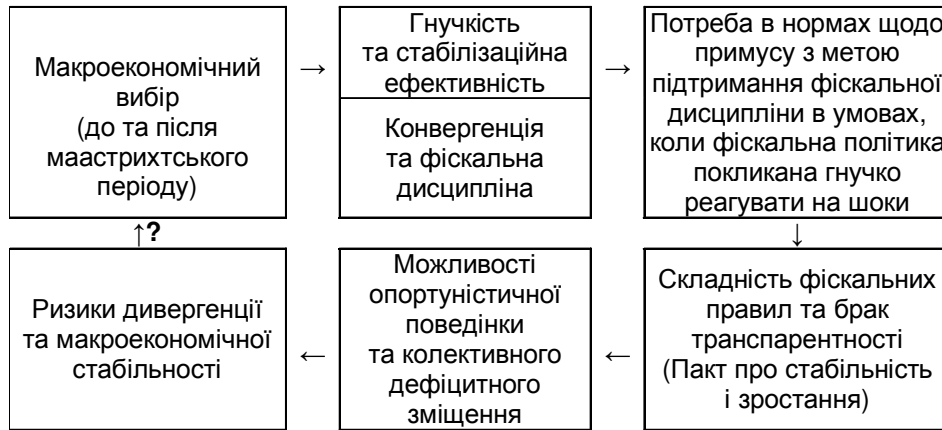 Макроекономічний
вибір
(до та після
маастрихтського
періоду)
→
Гнучкість
та стабілізаційна
ефективність
Конвергенція
та фіскальна
дисципліна
→
Потреба в нормах щодо
примусу з метою
підтримання фіскальної
дисципліни в умовах,
коли фіскальна політика
покликана гнучко
реагувати на шоки
↑?
↓
Ризики дивергенції
та макроекономічної
стабільності
←
Можливості
опортуністичної
поведінки
та колективного
дефіцитного
зміщення
←
Складність фіскальних
правил та брак
транспарентності
(Пакт про стабільність
і зростання)